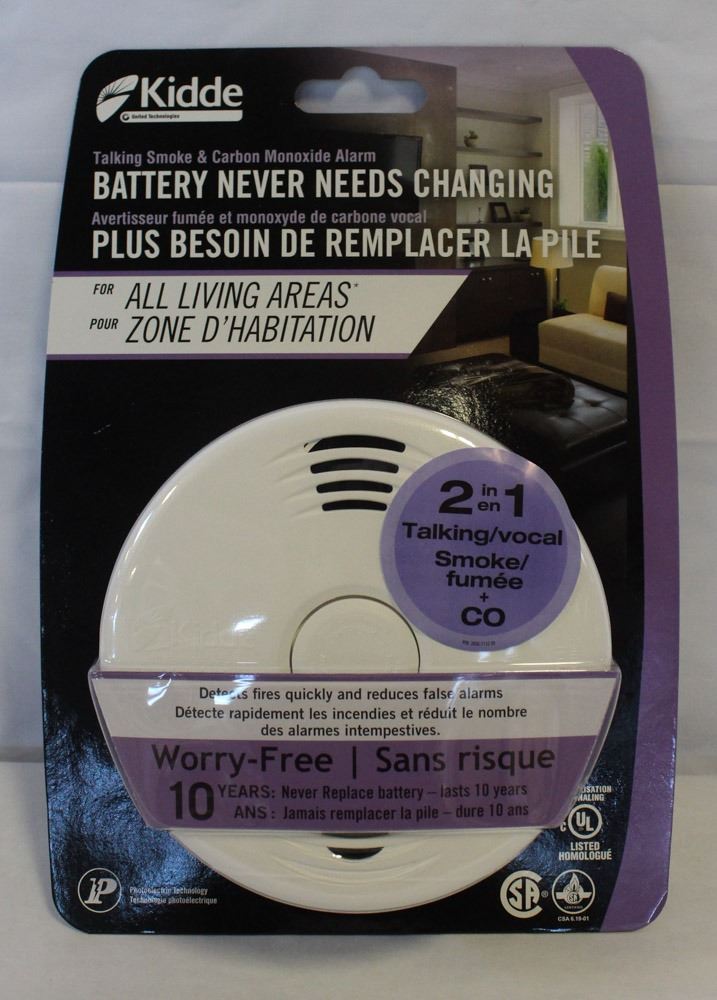 Kidde
United Technologies
Talking Smoke & Carbon Monoxide Alarm
BATTERY NEVER NEEDS CHANGING
Avertisseur fumée et monoxyde de carbone vocal
PLUS BESOIN DE REMPLACER LA PILE
FOR ALL LIVING AREAS*
POUR ZONE D'HABITATION
2 in en 1
Talking/vocal
Smoke/
fumée
+
CO
Kidde
Detects fires quickly and reduces false alarms
Détecte rapidement les incendies et réduit le nombre
des alarmes intempestives.
Worry-Free | Sans risque
10 YEARS: Never Replace battery – lasts 10 years
ANS : Jamais remplacer la pile – dure 10 ans
C UL
LISTED
HOMOLOGUÉ
P
Photoelectric Technology
Technologie photoélectrique
SA ®
CSA 6.19-01